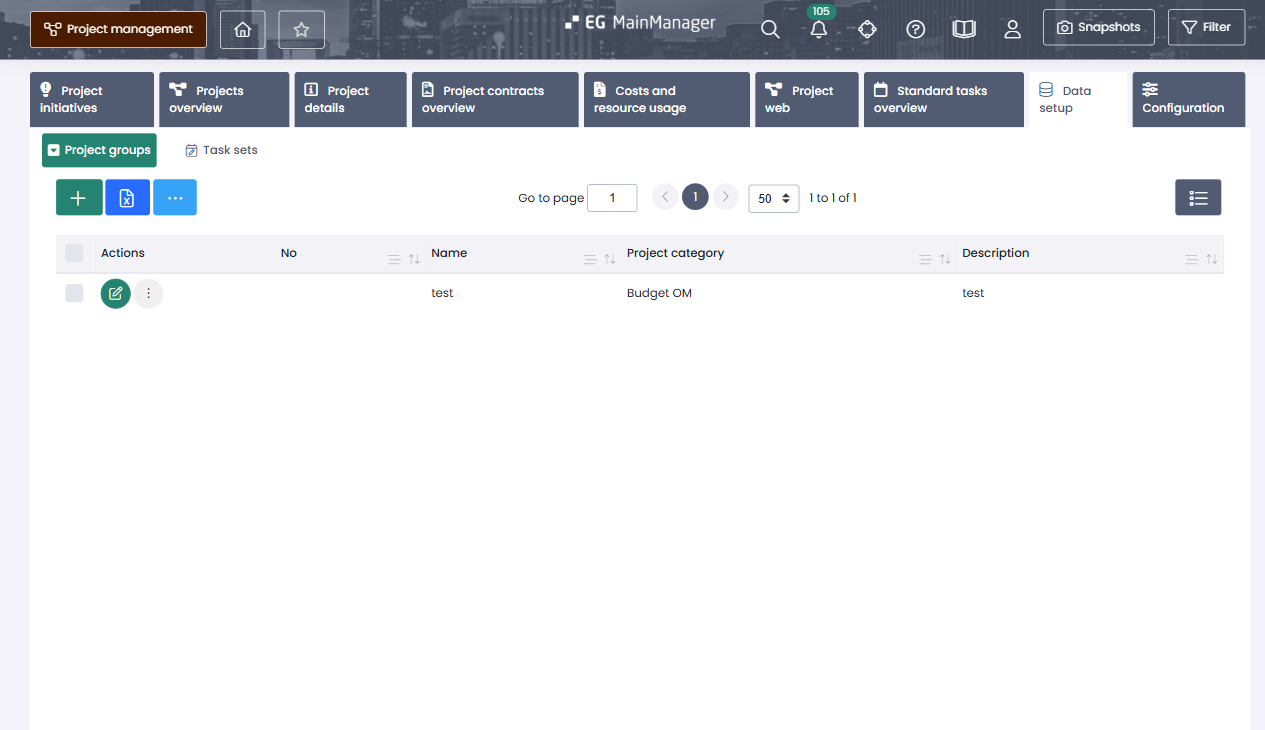 Project management
EG MainManager
105
Snapshots
Filter
Project
initiatives
Projects
overview
Project
details
Project contracts
overview
Costs and
resource usage
Project
web
Standard tasks
overview
Data
setup
Configuration
Project groups
Task sets
Go to page
1
1
50
1 to 1 of 1
Actions
No
Name
Project category
Description
test
Budget OM
test